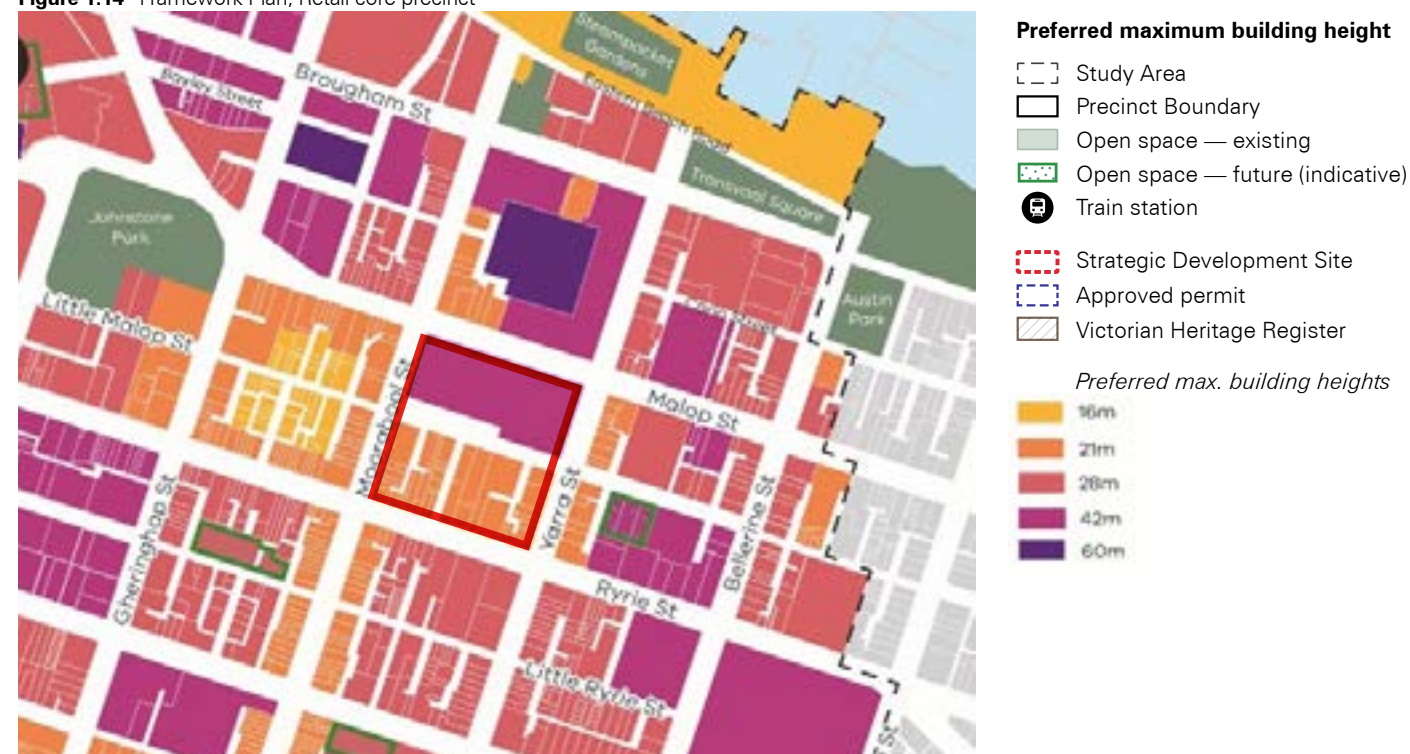 Figure 1.14 Framework Plan, Retail core precinct
Steampacket
Gardens
Brougham St
Bayley Street
Eastern Beach Road
Transvaal Square
Johnstone
Park
Austin
Park
Little Malop St
Moorabool St
Malop St
Gheringhap St
Yarra St
Bellerine St
Ryrie St
Little Ryrie St
Preferred maximum building height
Study Area
Precinct Boundary
Open space — existing
Open space — future (indicative)
Train station
Strategic Development Site
Approved permit
Victorian Heritage Register
Preferred max. building heights
16m
21m
28m
42m
60m